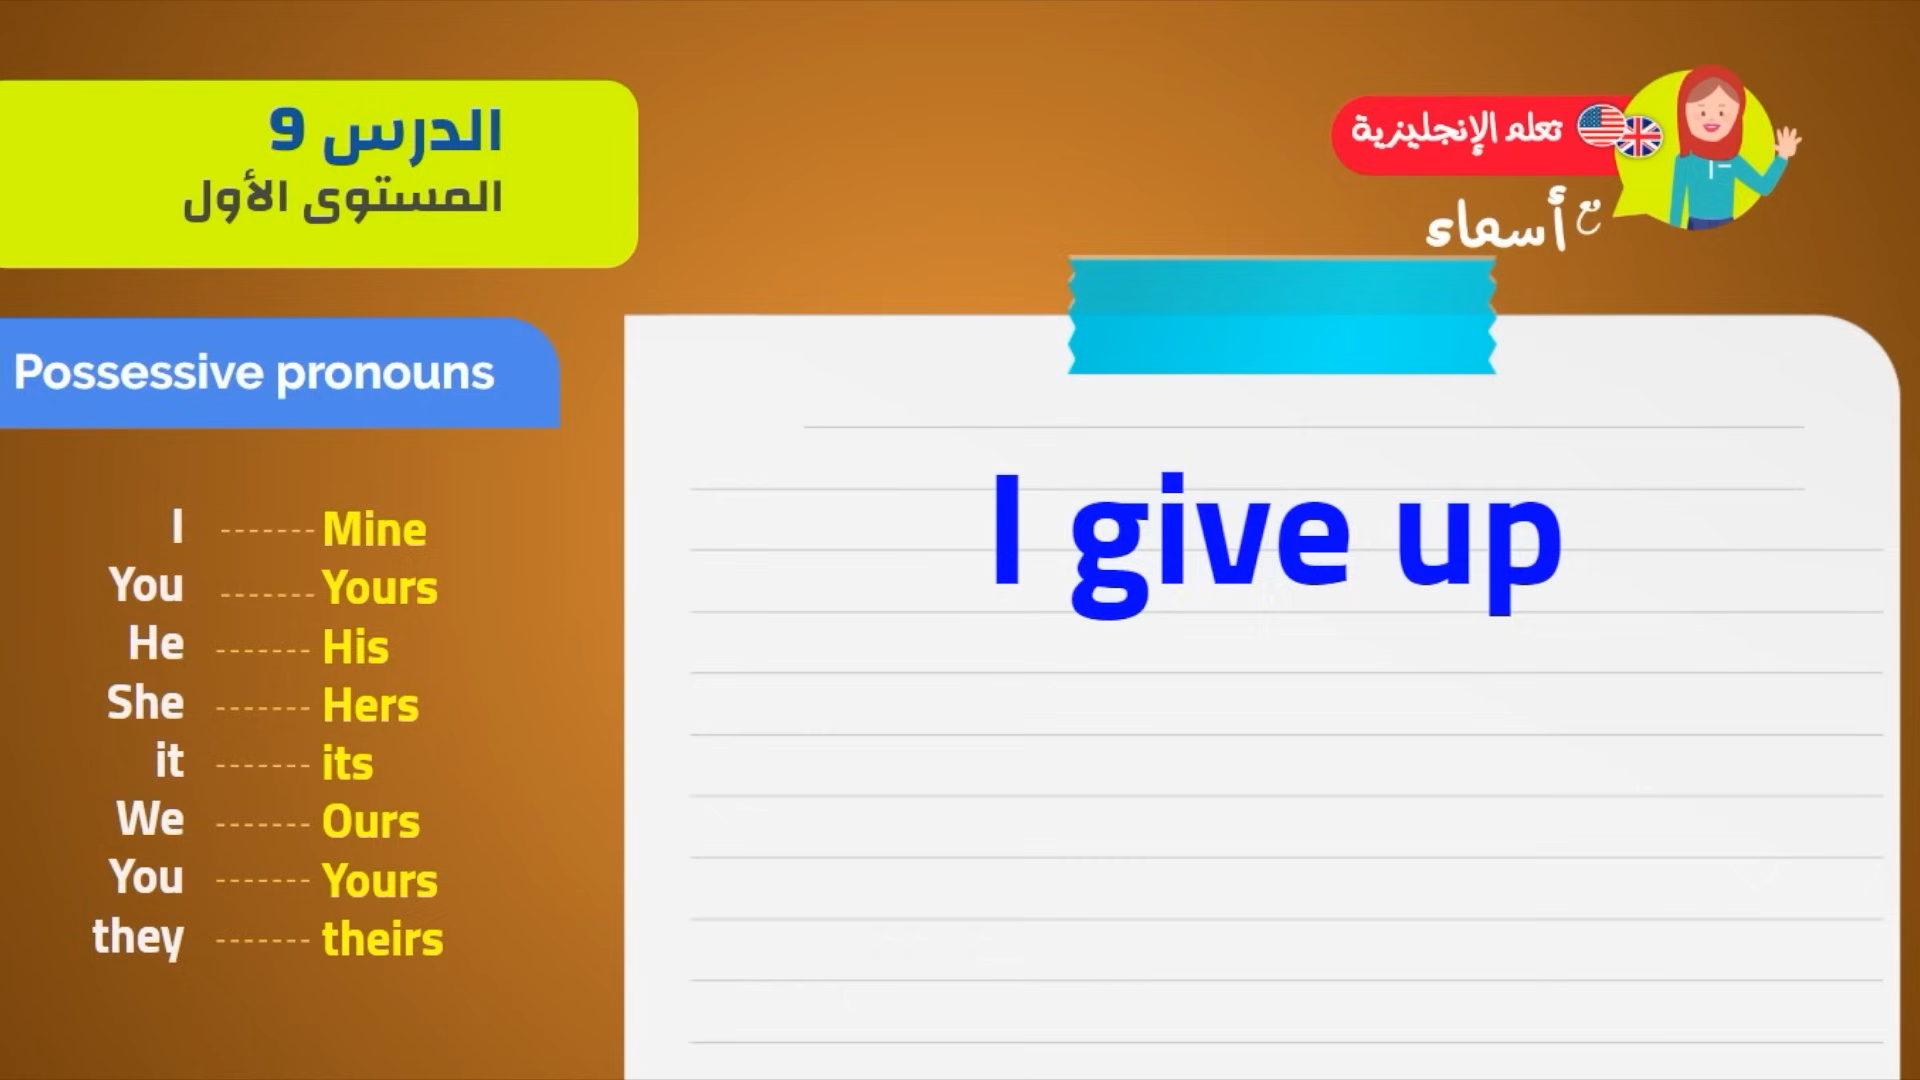 الدرس 9
المستوى الأول
تعلم الإنجليزية
مع أسماء
Possessive pronouns
I ------- Mine
You ------- Yours
He ------- His
She ------- Hers
it ------- its
We ------- Ours
You ------- Yours
they ------- theirs
I give up